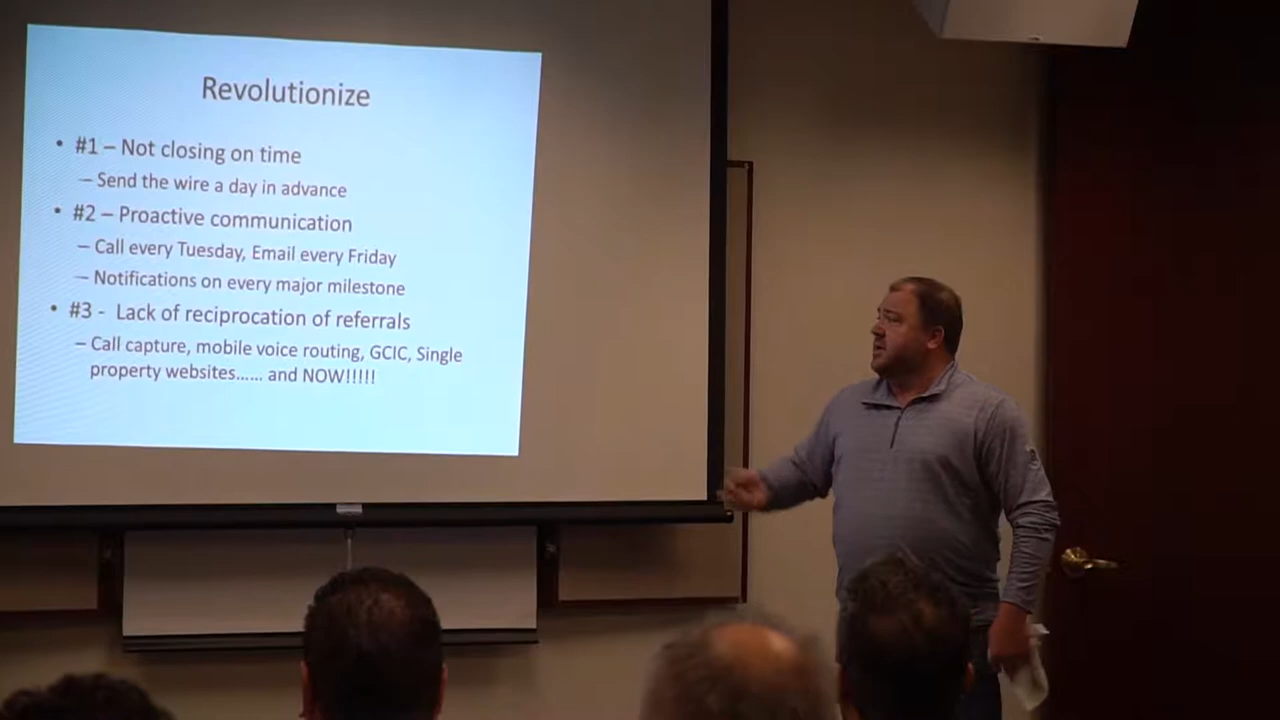 Revolutionize
• #1 – Not closing on time
– Send the wire a day in advance
• #2 – Proactive communication
– Call every Tuesday, Email every Friday
– Notifications on every major milestone
• #3 - Lack of reciprocation of referrals
– Call capture, mobile voice routing, GCIC, Single
property websites...... and NOW!!!!!